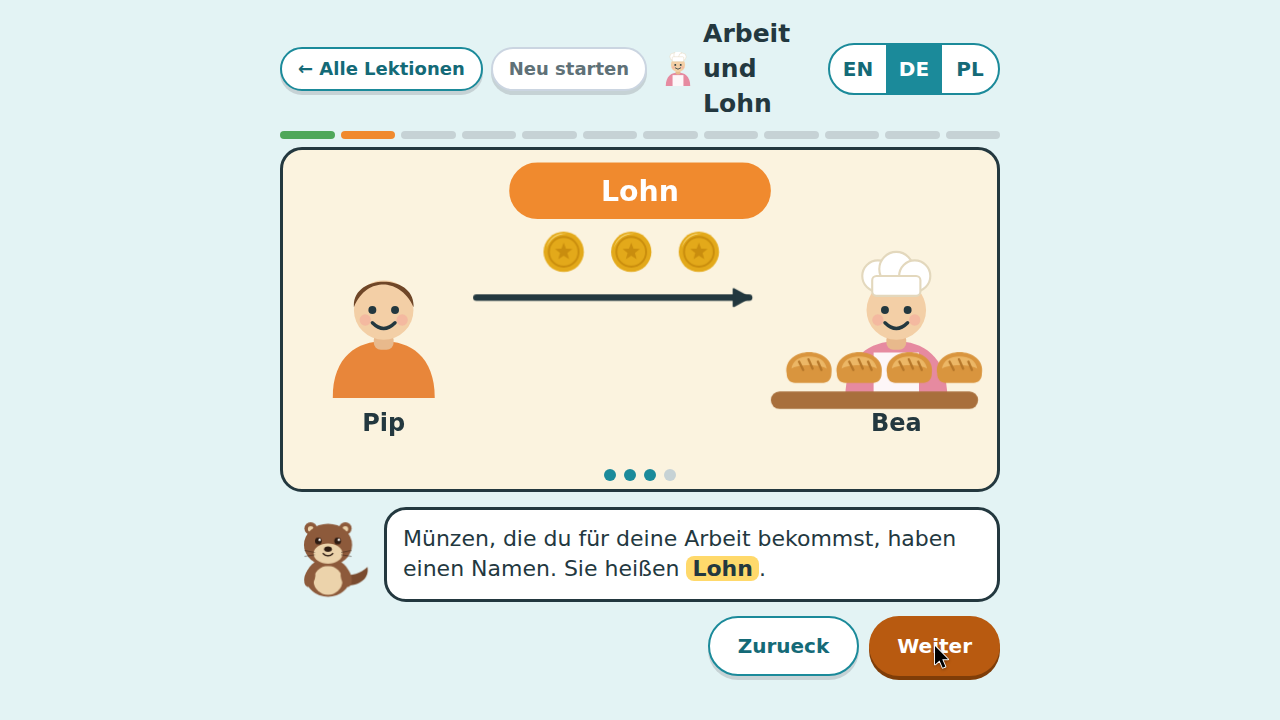 ← Alle Lektionen
Neu starten
Arbeit
und
Lohn
EN
DE
PL
Lohn
Pip
Bea
Münzen, die du für deine Arbeit bekommst, haben
einen Namen. Sie heißen Lohn.
Zurueck
Weiter